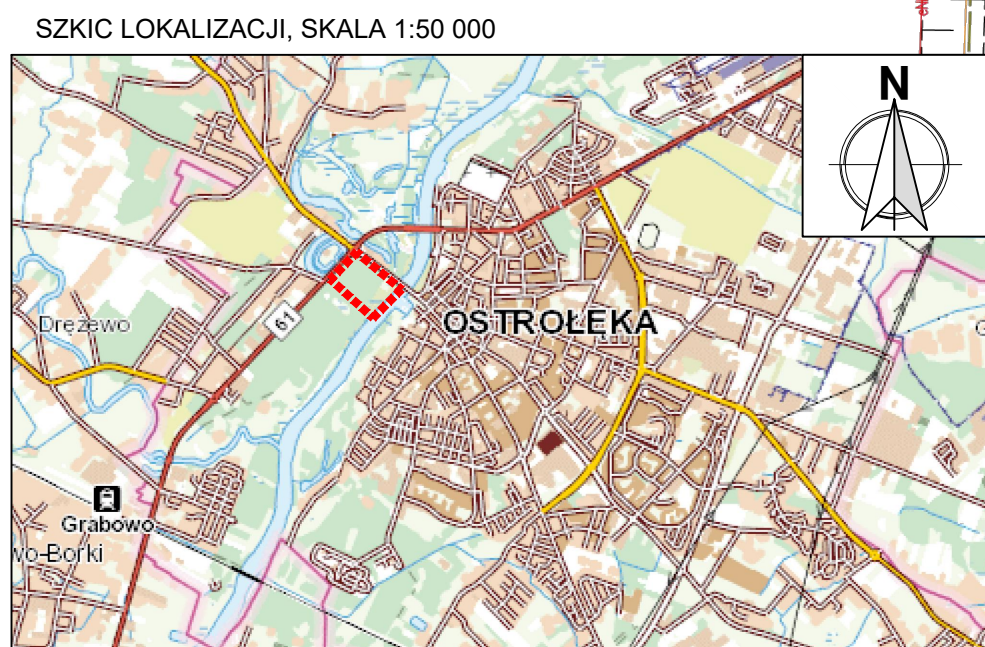 SZKIC LOKALIZACJI, SKALA 1:50 000
N
61
Drężewo
OSTROŁĘKA
Grabowo
wo-Borki